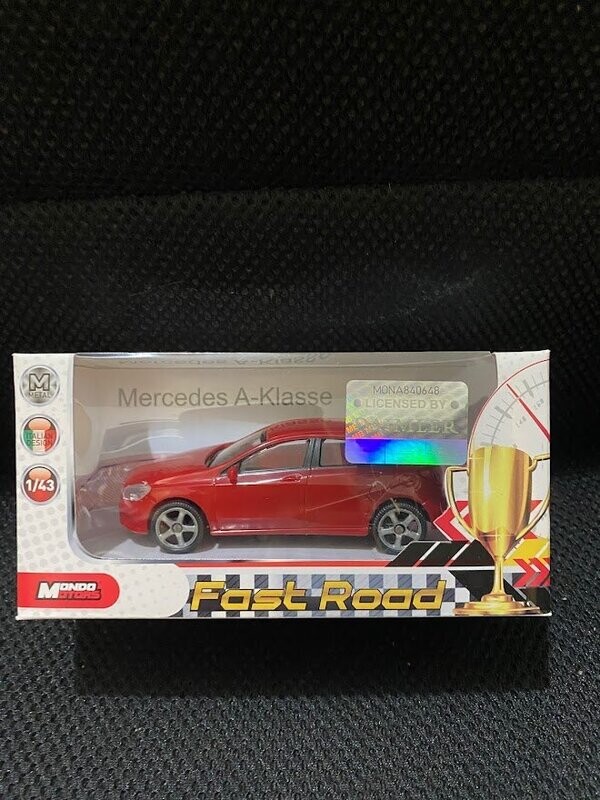 M
METAL
ITALIAN
DESIGN
1/43
Mercedes A-Klasse
MONA840648
LICENSED BY
MONDO
MOTORS
Fast Road